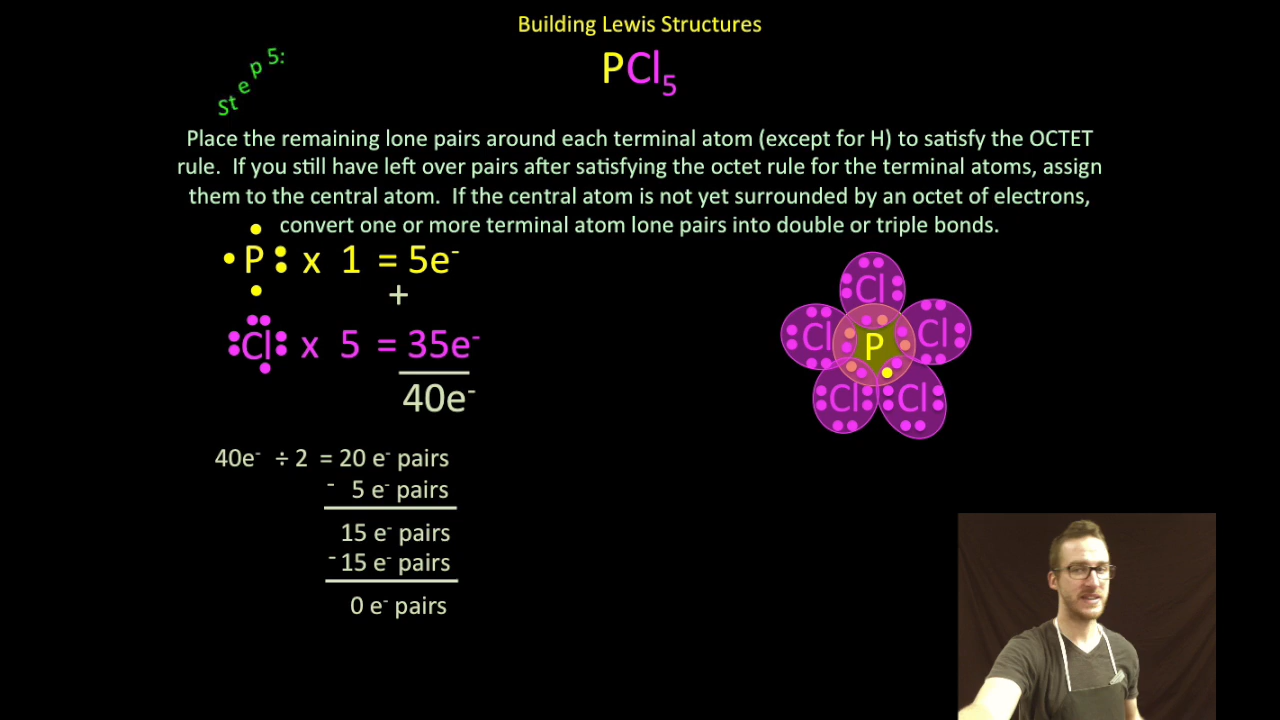 Building Lewis Structures
Step 5:
PCl₅
Place the remaining lone pairs around each terminal atom (except for H) to satisfy the OCTET
rule. If you still have left over pairs after satisfying the octet rule for the terminal atoms, assign
them to the central atom. If the central atom is not yet surrounded by an octet of electrons,
convert one or more terminal atom lone pairs into double or triple bonds.
P x 1 = 5e⁻
+
Cl x 5 = 35e⁻
40e⁻
40e⁻ ÷ 2 = 20 e⁻ pairs
- 5 e⁻ pairs
15 e⁻ pairs
- 15 e⁻ pairs
0 e⁻ pairs
Cl
Cl P Cl
Cl Cl